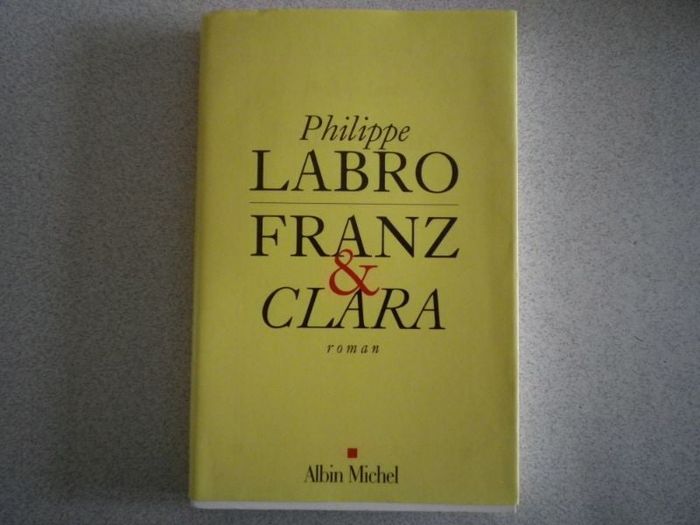 Philippe
LABRO
FRANZ
&
CLARA
roman
Albin Michel